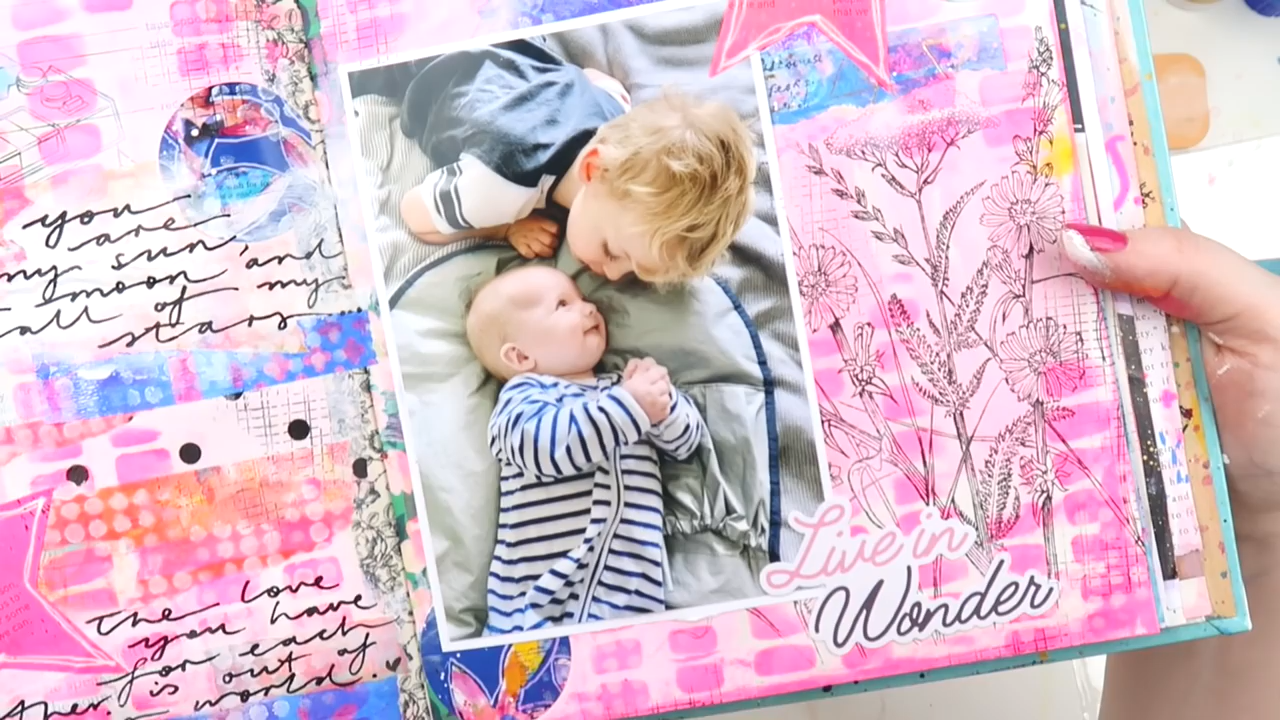 you
are
my sun,
moon and
all of my
stars...
the love
you have
for each
is out of
world.
Live in
Wonder